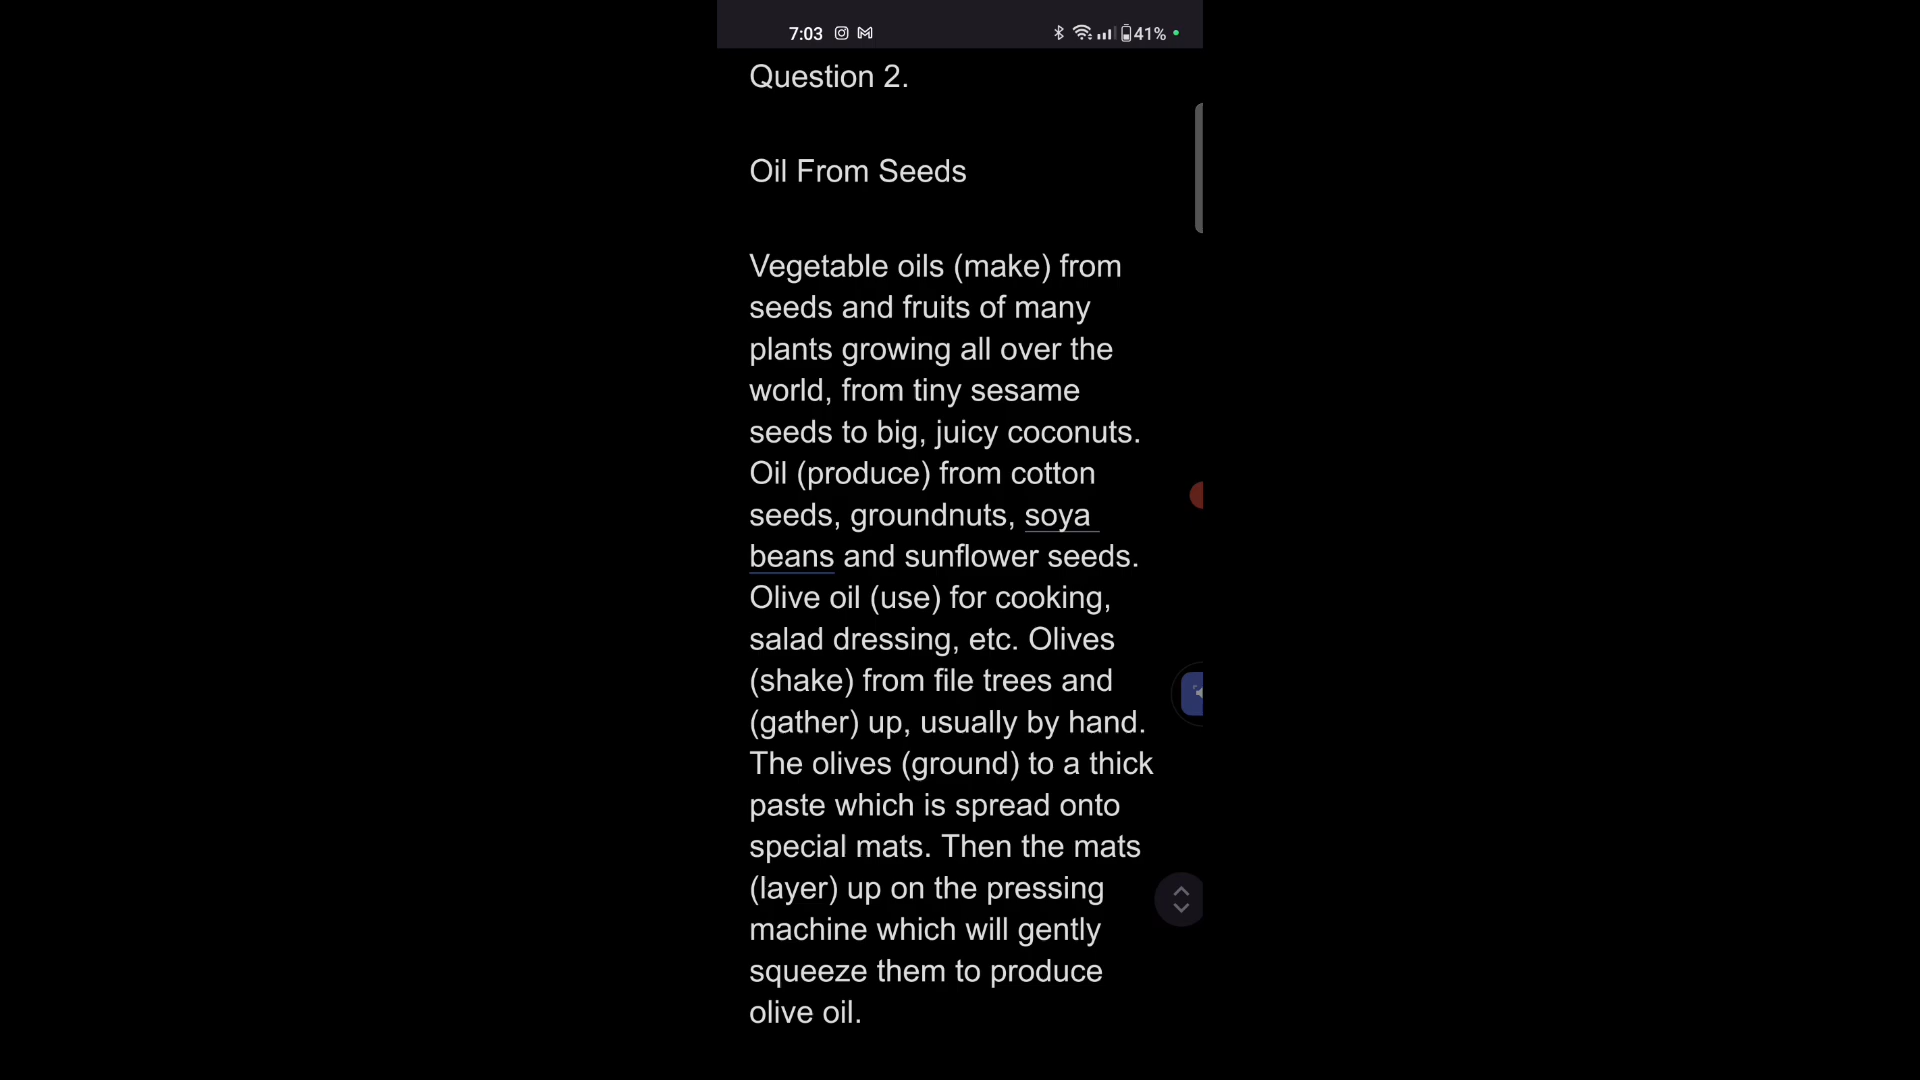 7:03 41%
Question 2.
Oil From Seeds
Vegetable oils (make) from
seeds and fruits of many
plants growing all over the
world, from tiny sesame
seeds to big, juicy coconuts.
Oil (produce) from cotton
seeds, groundnuts, soya
beans and sunflower seeds.
Olive oil (use) for cooking,
salad dressing, etc. Olives
(shake) from file trees and
(gather) up, usually by hand.
The olives (ground) to a thick
paste which is spread onto
special mats. Then the mats
(layer) up on the pressing
machine which will gently
squeeze them to produce
olive oil.